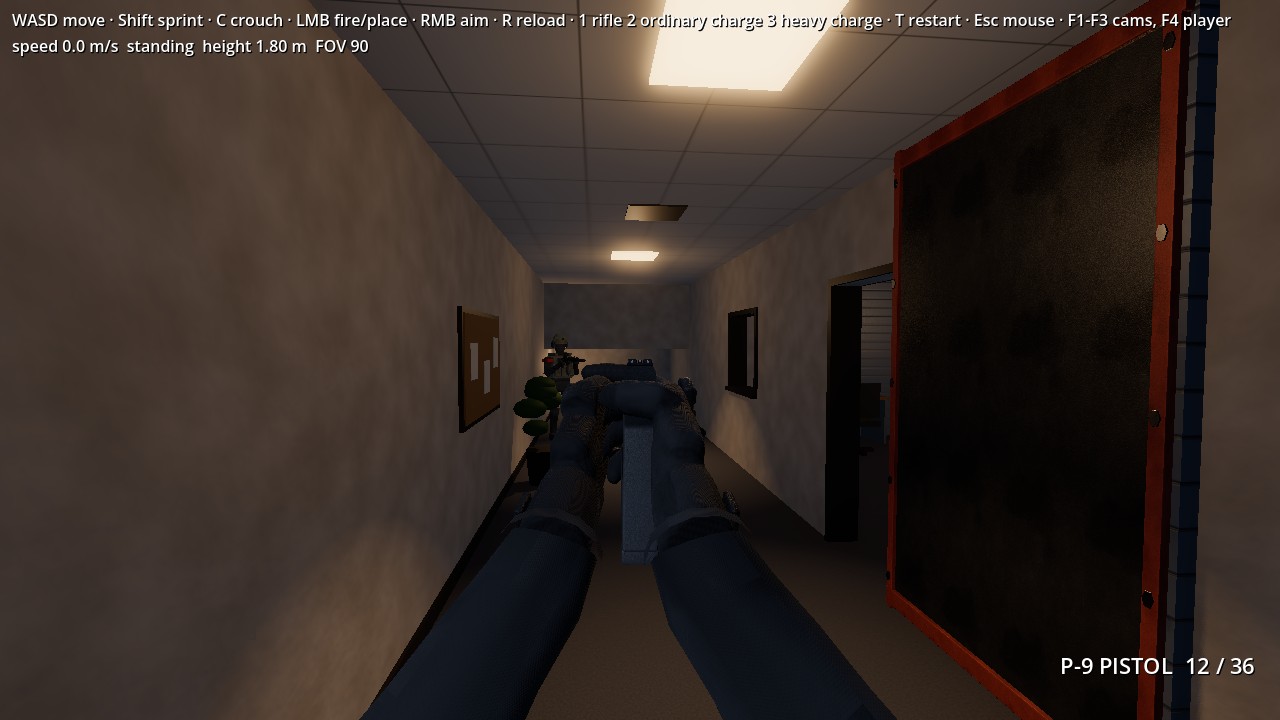 WASD move · Shift sprint · C crouch · LMB fire/place · RMB aim · R reload · 1 rifle 2 ordinary charge 3 heavy charge · T restart · Esc mouse · F1-F3 cams, F4 player
speed 0.0 m/s standing height 1.80 m FOV 90
P-9 PISTOL 12 / 36